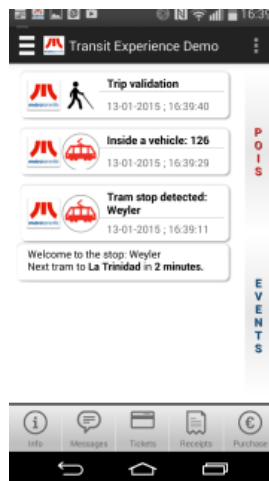 16:39
Transit Experience Demo
Trip validation
13-01-2015 ; 16:39:40
Inside a vehicle: 126
13-01-2015 ; 16:39:29
Tram stop detected:
Weyler
13-01-2015 ; 16:39:11
Welcome to the stop: Weyler
Next tram to La Trinidad in 2 minutes.
POIS
EVENTS
Info
Messages
Tickets
Receipts
Purchase